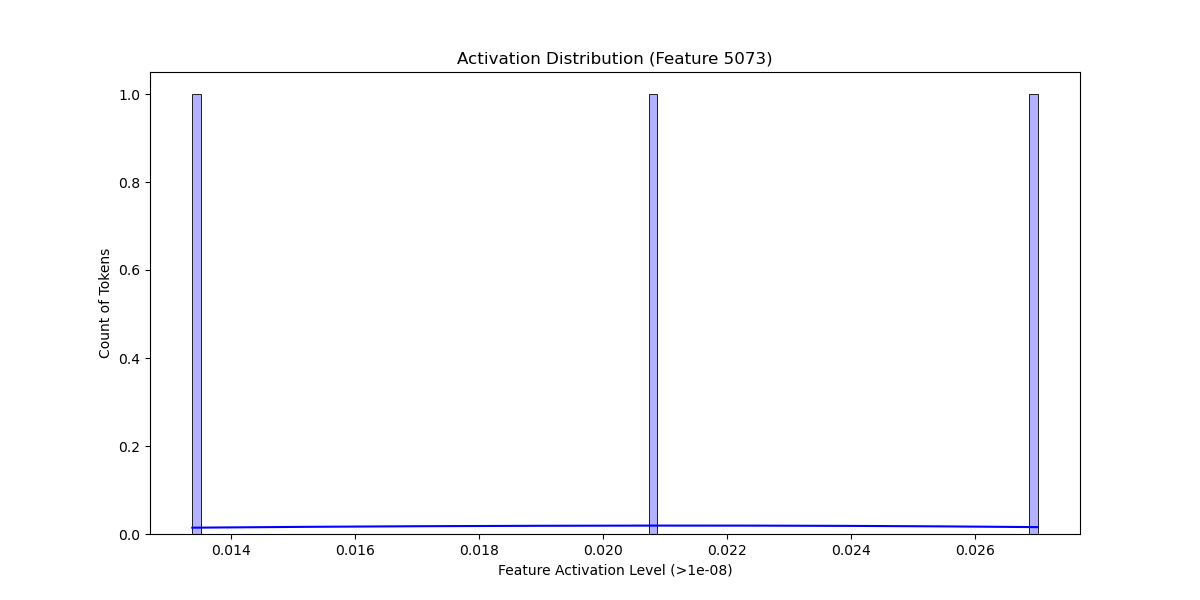 Activation Distribution (Feature 5073)
Count of Tokens
1.0
0.8
0.6
0.4
0.2
0.0
0.014 0.016 0.018 0.020 0.022 0.024 0.026
Feature Activation Level (>1e-08)